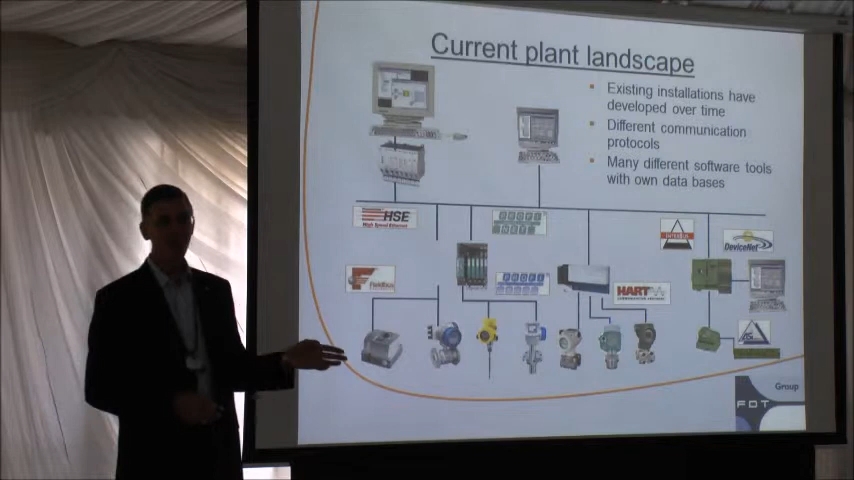 Current plant landscape
Existing installations have
developed over time
Different communication
protocols
Many different software tools
with own data bases
HSE
High Speed Ethernet
DeviceNet
HART
FDT
Group